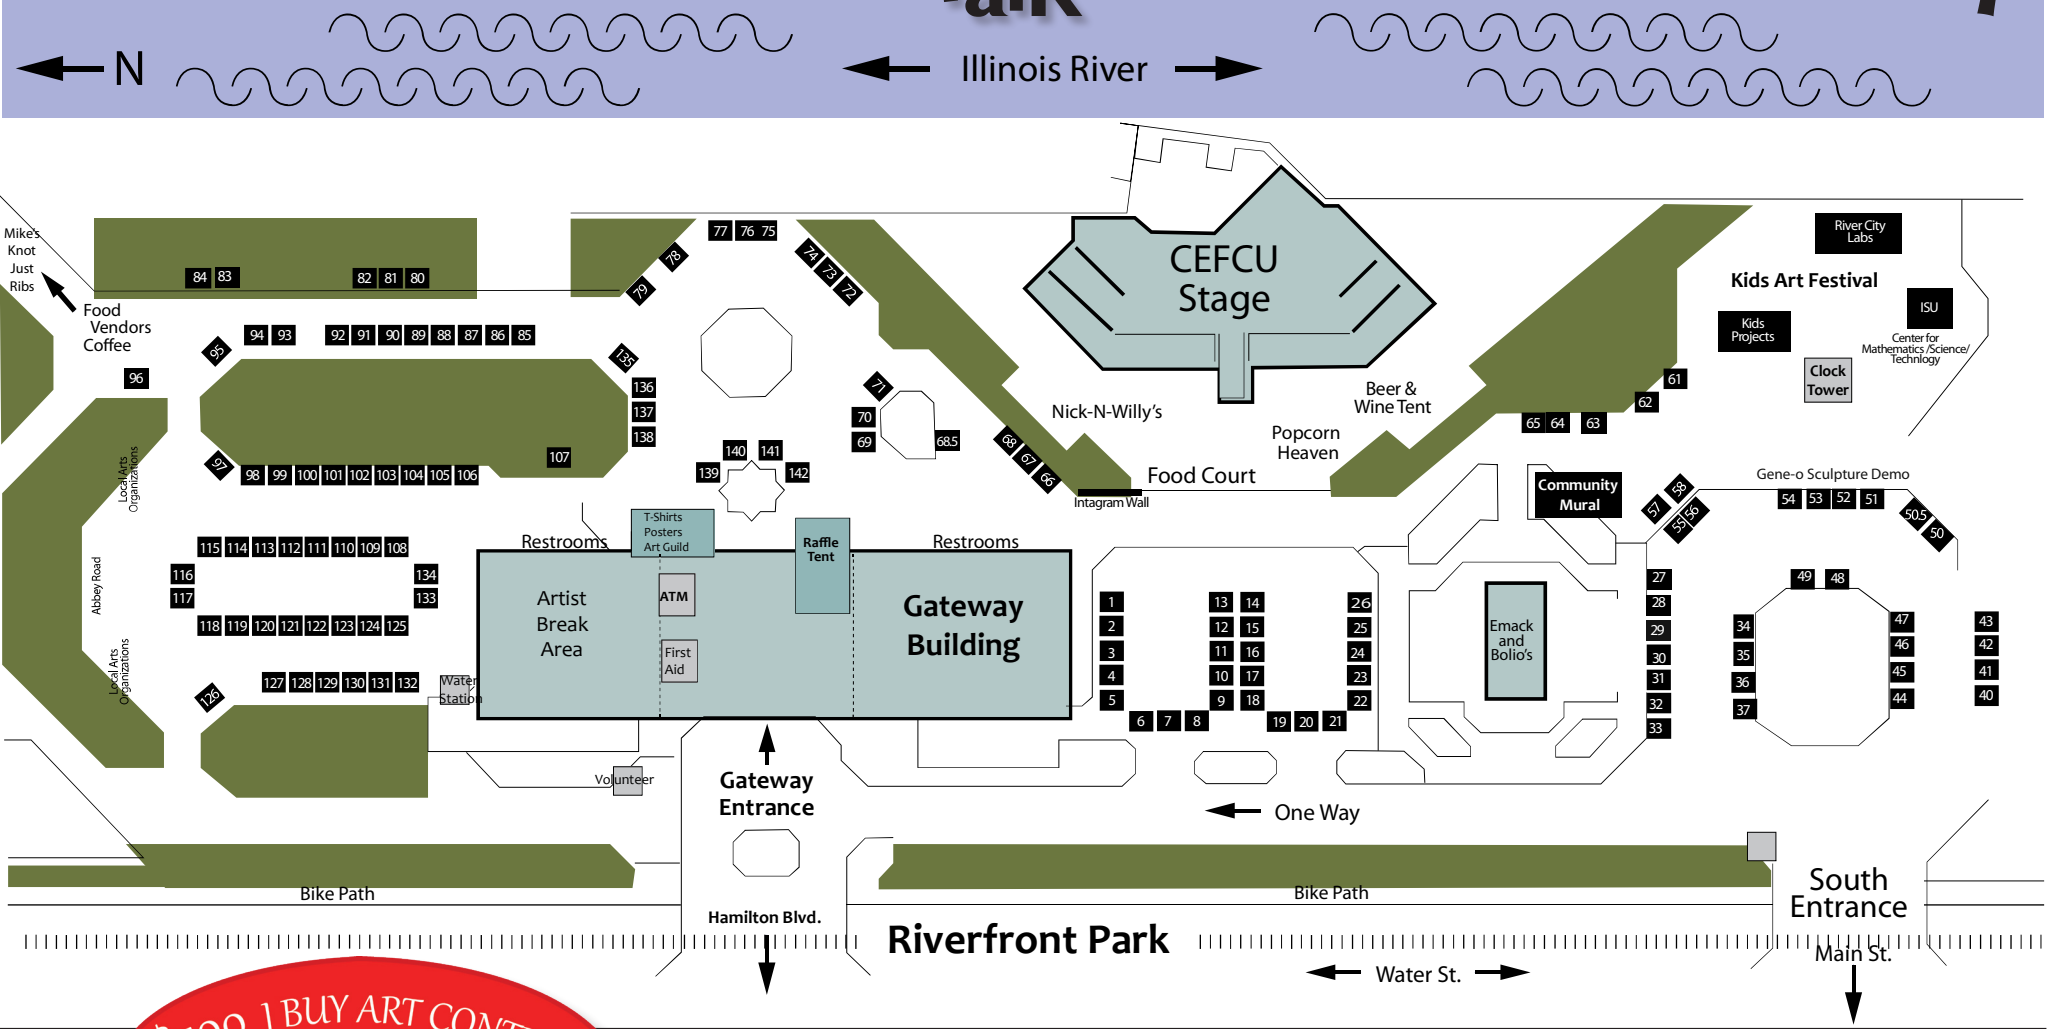 N
Illinois River
Mike's
Knot
Just
Ribs
Food
Vendors
Coffee
84 83
82 81 80
79 78
77 76 75
74 73 72
CEFCU
Stage
River City
Labs
Kids Art Festival
ISU
Kids
Projects
Center for
Mathematics /Science/
Technlogy
Clock
Tower
95 94 93 92 91 90 89 88 87 86 85
96
135
136
137
138
71
70
69
68.5
68 67 66
Nick-N-Willy's
Beer &
Wine Tent
Popcorn
Heaven
Food Court
Intagram Wall
61
62
65 64 63
Local Arts
Organizations
97 98 99 100 101 102 103 104 105 106
107
139 140 141 142
Community
Mural
Gene-o Sculpture Demo
58
57
56
55
54 53 52 51
50.5
50
T-Shirts
Posters
Art Guild
Restrooms
Raffle
Tent
Restrooms
115 114 113 112 111 110 109 108
116
117
134
133
118 119 120 121 122 123 124 125
Abbey Road
Local Arts
Organizations
126
127 128 129 130 131 132
Water
Station
Artist
Break
Area
ATM
First
Aid
Gateway
Building
1
2
3
4
5
6 7 8
13
12
11
10
9
14
15
16
17
18
19 20 21
26
25
24
23
22
Emack
and
Bolio's
27
28
29
30
31
32
33
49 48
34
35
36
37
47
46
45
44
43
42
41
40
Volunteer
Gateway
Entrance
One Way
Bike Path
Hamilton Blvd.
Bike Path
South
Entrance
Riverfront Park
Main St.
Water St.
I BUY ART